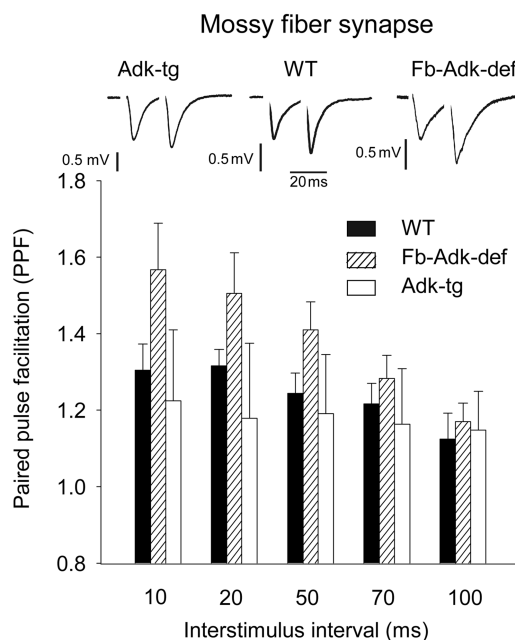 Mossy fiber synapse
Adk-tg WT Fb-Adk-def
0.5 mV 0.5 mV 0.5 mV
20 ms
1.8
1.6
1.4
1.2
1.0
0.8
Paired pulse facilitation (PPF)
WT
Fb-Adk-def
Adk-tg
10 20 50 70 100
Interstimulus interval (ms)